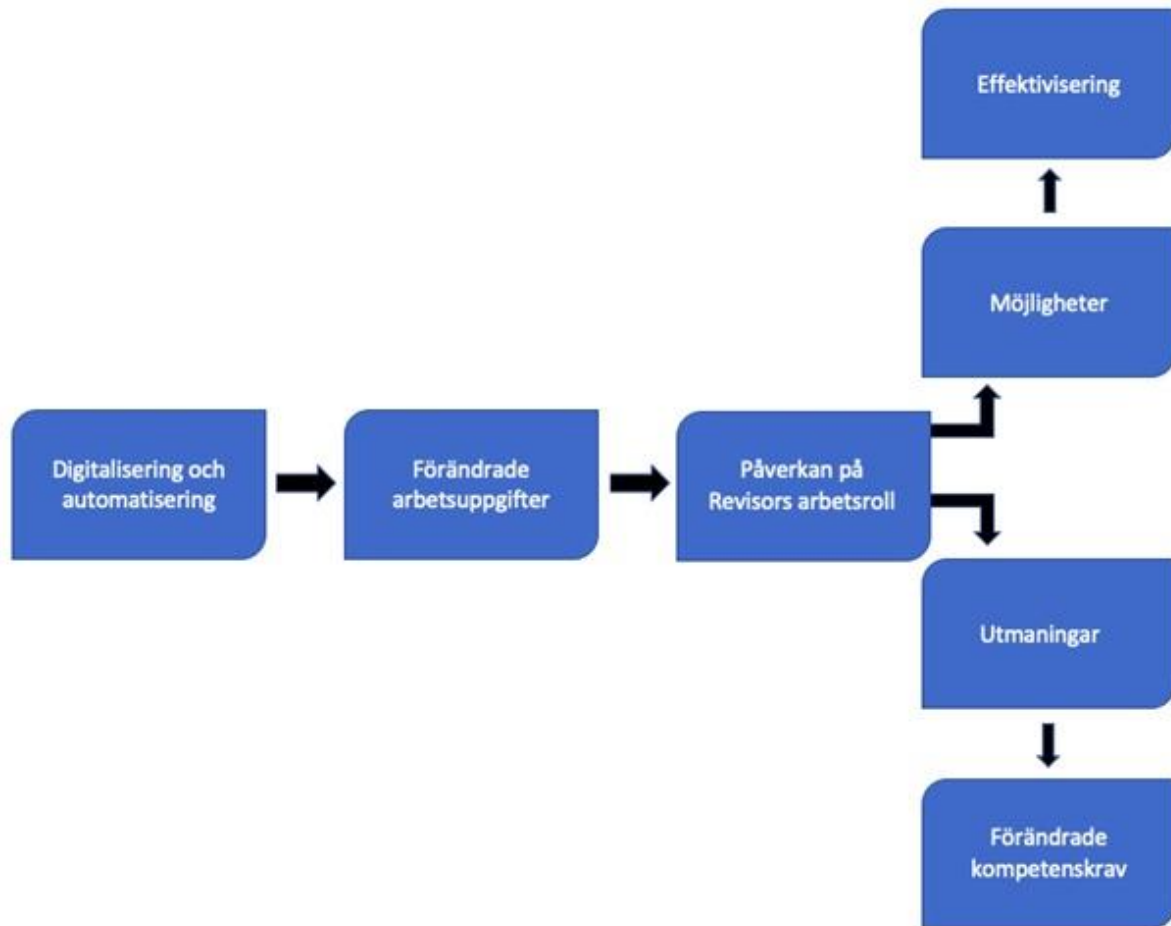 Effektivisering
Möjligheter
Digitalisering och
automatisering
Förändrade
arbetsuppgifter
Påverkan på
Revisors arbetsroll
Utmaningar
Förändrade
kompetenskrav